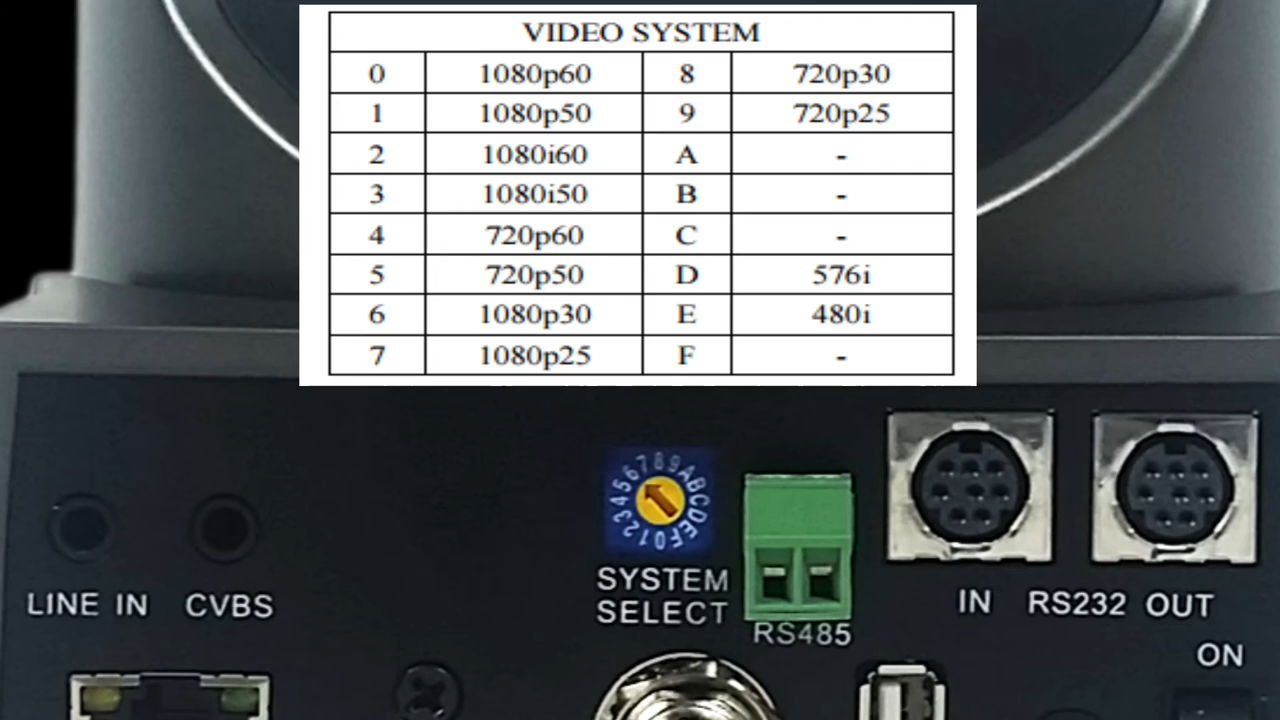 VIDEO SYSTEM
0 1080p60 8 720p30
1 1080p50 9 720p25
2 1080i60 A -
3 1080i50 B -
4 720p60 C -
5 720p50 D 576i
6 1080p30 E 480i
7 1080p25 F -
0123456789ABCDEF
LINE IN
CVBS
SYSTEM
SELECT
RS485
IN RS232 OUT
ON